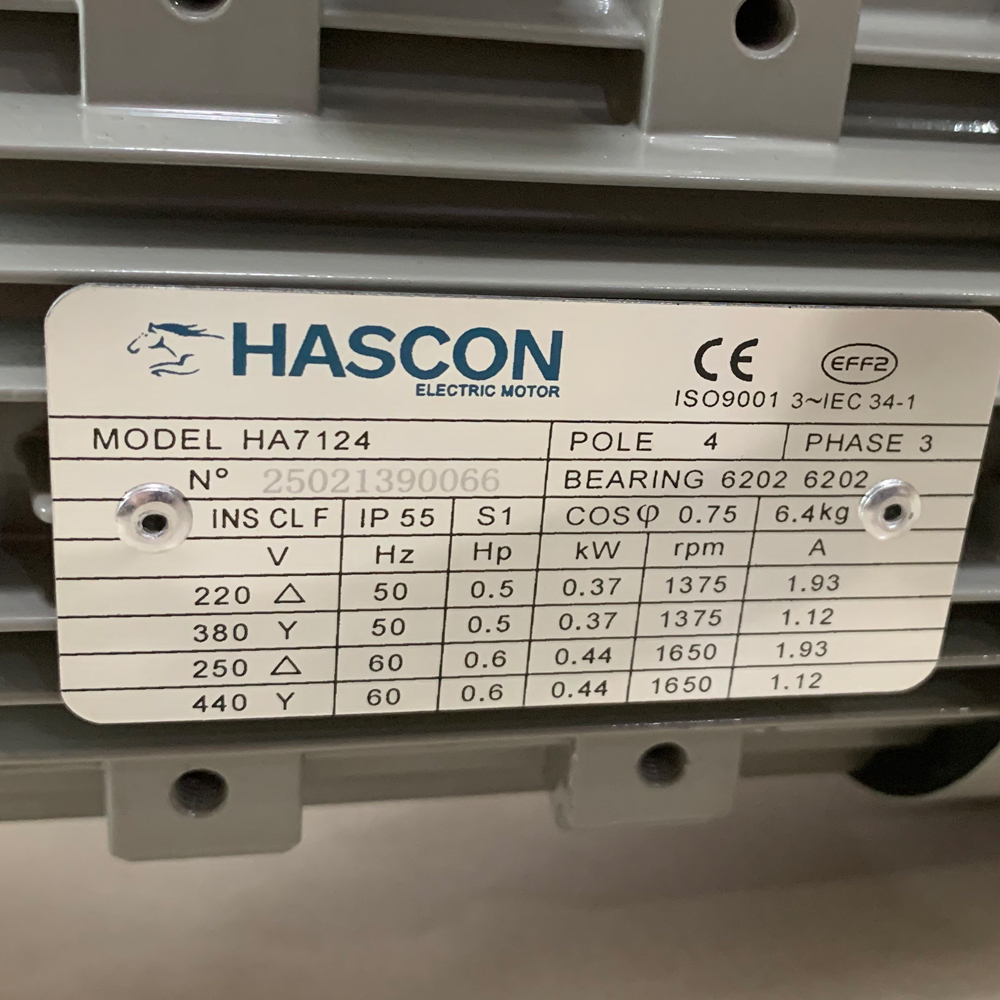 HASCON
ELECTRIC MOTOR
CE EFF2
ISO9001 3~IEC 34-1
MODEL HA7124 POLE 4 PHASE 3
Nº 25021390066 BEARING 6202 6202
INS CL F IP 55 S1 COSφ 0.75 6.4kg
V Hz Hp kW rpm A
220 △ 50 0.5 0.37 1375 1.93
380 Y 50 0.5 0.37 1375 1.12
250 △ 60 0.6 0.44 1650 1.93
440 Y 60 0.6 0.44 1650 1.12